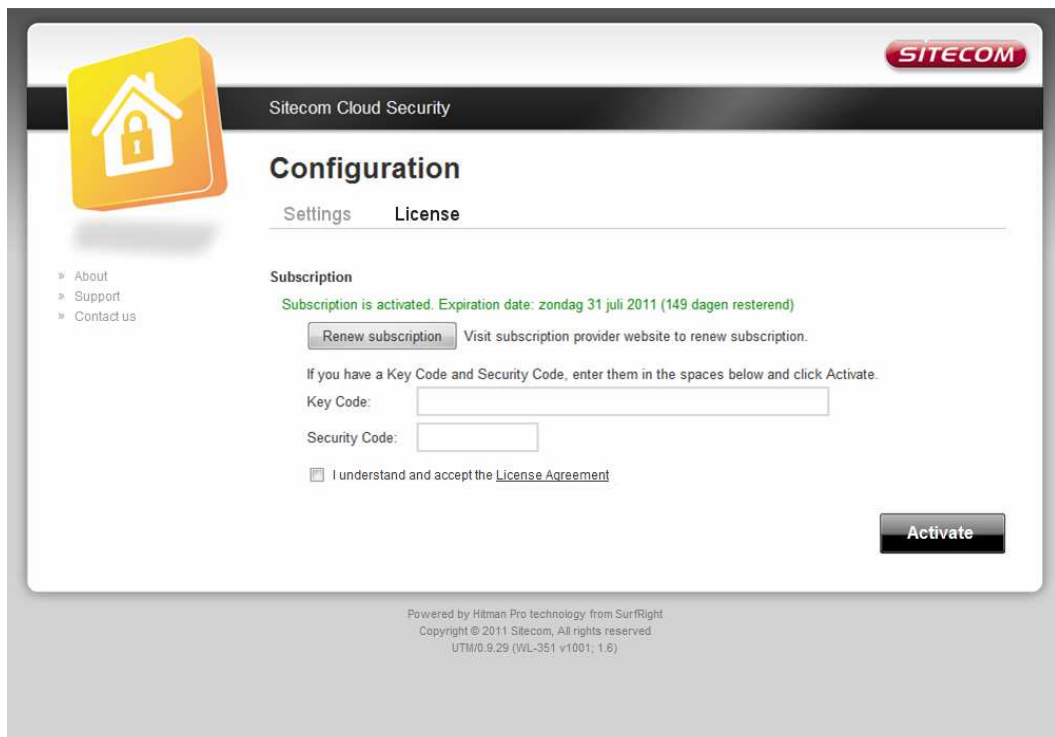 SITECOM
Sitecom Cloud Security
Configuration
Settings License
» About
» Support
» Contact us
Subscription
Subscription is activated. Expiration date: zondag 31 juli 2011 (149 dagen resterend)
Renew subscription Visit subscription provider website to renew subscription.
If you have a Key Code and Security Code, enter them in the spaces below and click Activate.
Key Code:
Security Code:
I understand and accept the License Agreement
Activate
Powered by Hitman Pro technology from SurfRight
Copyright © 2011 Sitecom, All rights reserved
UTM/0.9.29 (WL-351 v1001; 1.6)